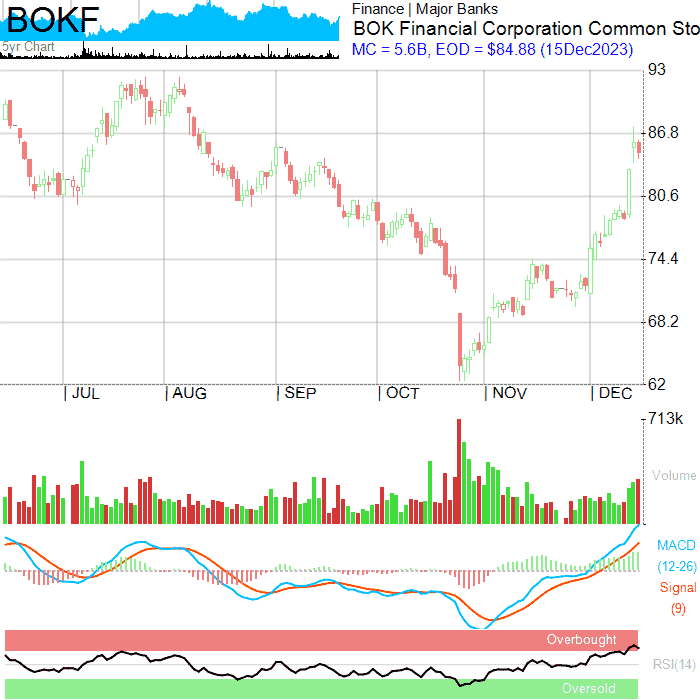 BOKF
5yr Chart
Finance | Major Banks
BOK Financial Corporation Common Sto
MC = 5.6B, EOD = $84.88 (15Dec2023)
93
86.8
80.6
74.4
68.2
62
| JUL | AUG | SEP | OCT | NOV | DEC
713k
Volume
MACD
(12-26)
Signal
(9)
Overbought
RSI(14)
Oversold